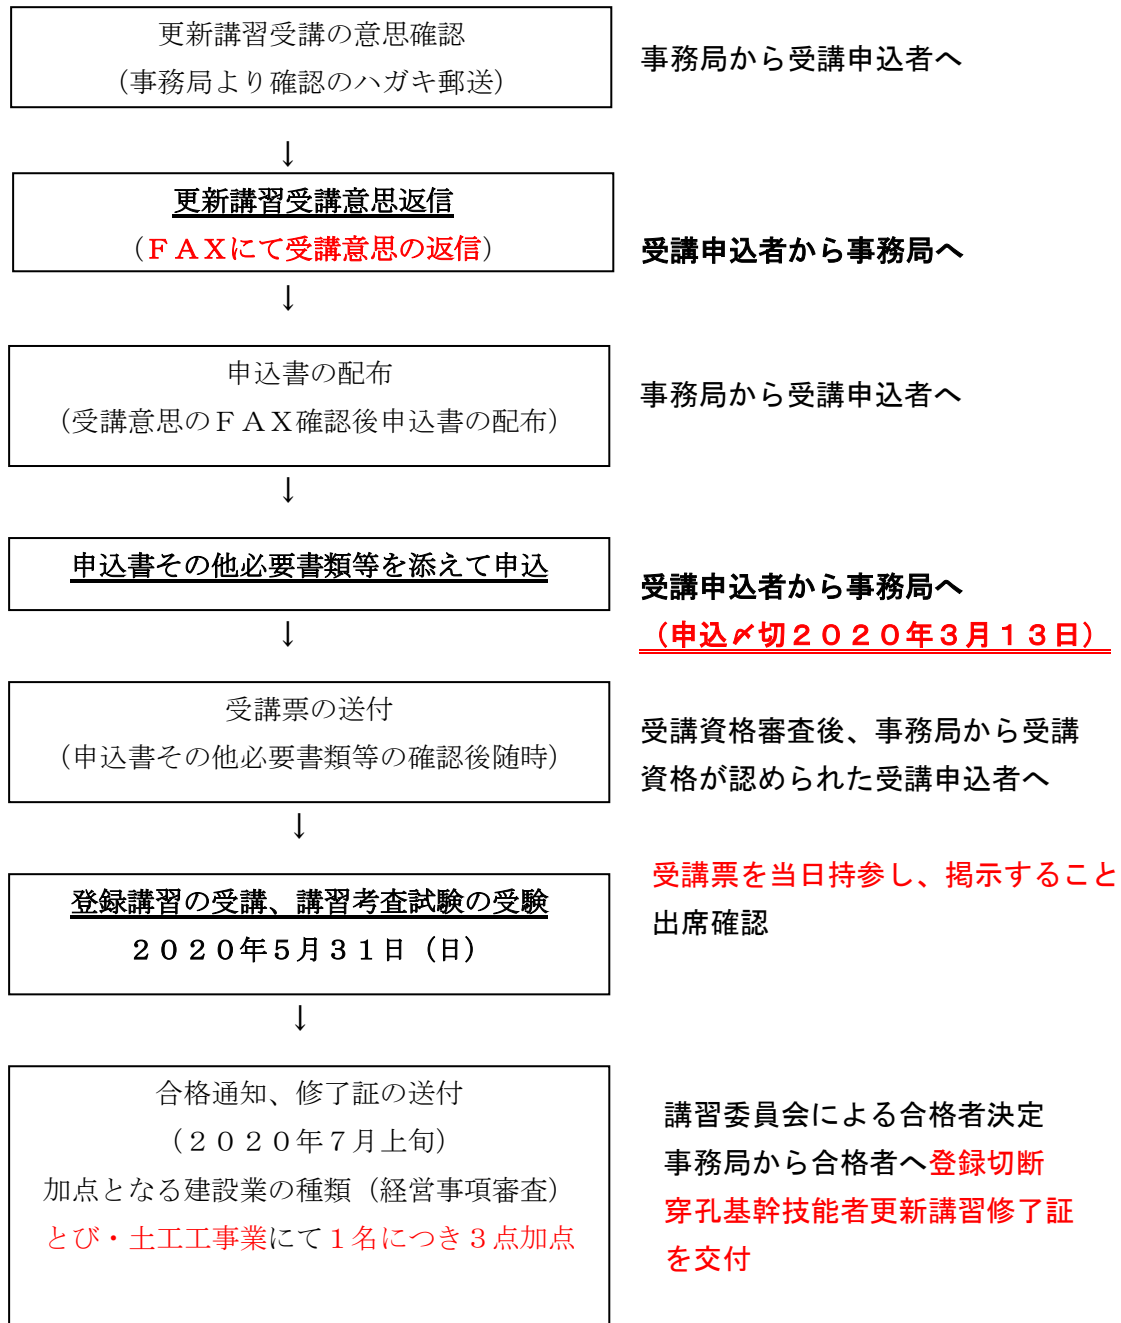 更新講習受講の意思確認
（事務局より確認のハガキ郵送）
事務局から受講申込者へ
↓
更新講習受講意思返信
（ＦＡＸにて受講意思の返信）
受講申込者から事務局へ
↓
申込書の配布
（受講意思のＦＡＸ確認後申込書の配布）
事務局から受講申込者へ
↓
申込書その他必要書類等を添えて申込
受講申込者から事務局へ
（申込〆切２０２０年３月１３日）
↓
受講票の送付
（申込書その他必要書類等の確認後随時）
受講資格審査後、事務局から受講
資格が認められた受講申込者へ
↓
登録講習の受講、講習考査試験の受験
２０２０年５月３１日（日）
受講票を当日持参し、掲示すること
出席確認
↓
合格通知、修了証の送付
（２０２０年７月上旬）
加点となる建設業の種類（経営事項審査）
とび・土工工事業にて１名につき３点加点
講習委員会による合格者決定
事務局から合格者へ登録切断
穿孔基幹技能者更新講習修了証
を交付